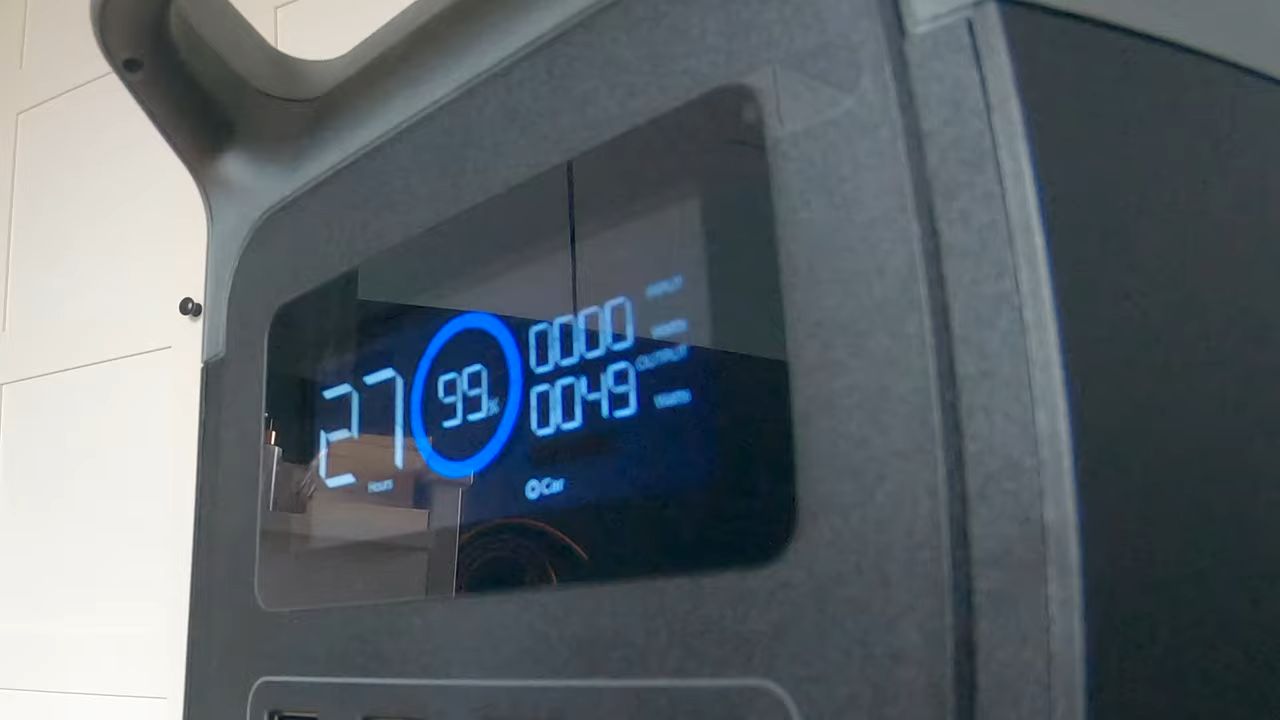 27 Hours
99%
0000 INPUT Watts
0049 OUTPUT Watts
Car